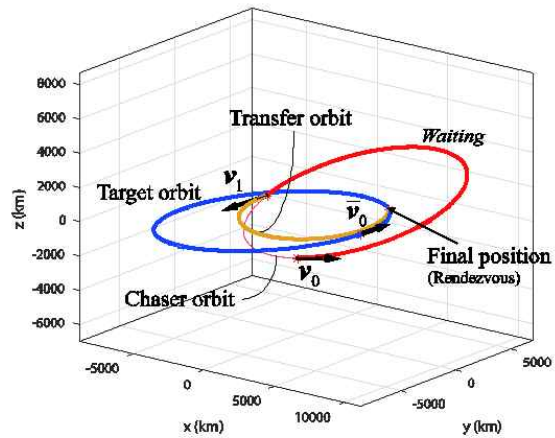 8000
6000
4000
2000
0
-2000
-4000
-6000
z (km)
Transfer orbit
Waiting
v1
Target orbit
v̅0
Final position
(Rendezvous)
v0
Chaser orbit
-5000
0
5000
10000
x (km)
-5000
0
5000
y (km)